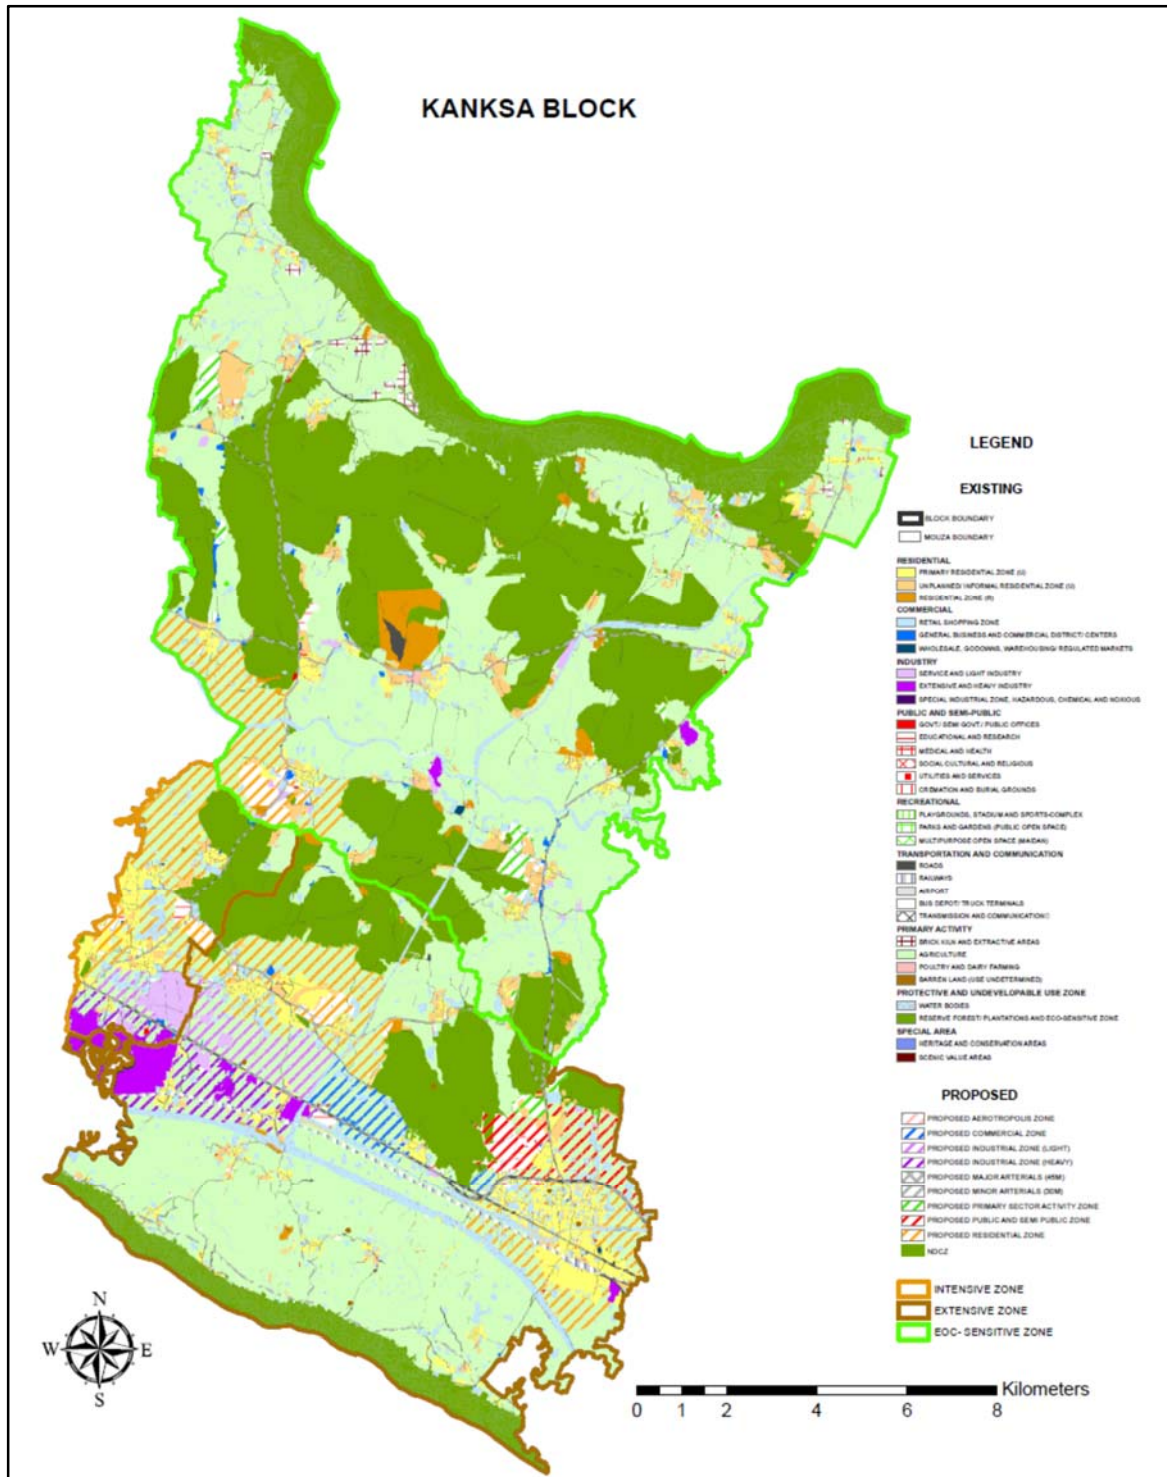 KANKSA BLOCK
LEGEND
EXISTING
BLOCK BOUNDARY
MOUZA BOUNDARY
RESIDENTIAL
PRIMARY RESIDENTIAL ZONE (U)
UNPLANNED/ INFORMAL RESIDENTIAL ZONE (U)
RESIDENTIAL ZONE (R)
COMMERCIAL
RETAIL SHOPPING ZONE
GENERAL BUSINESS AND COMMERCIAL DISTRICT/ CENTERS
WHOLESALE, GODOWNS, WAREHOUSING/ REGULATED MARKETS
INDUSTRY
SERVICE AND LIGHT INDUSTRY
EXTENSIVE AND HEAVY INDUSTRY
SPECIAL INDUSTRIAL ZONE, HAZARDOUS, CHEMICAL AND NOXIOUS
PUBLIC AND SEMI-PUBLIC
GOVT./ SEMI GOVT./ PUBLIC OFFICES
EDUCATIONAL AND RESEARCH
MEDICAL AND HEALTH
SOCIAL CULTURAL AND RELIGIOUS
UTILITIES AND SERVICES
CREMATION AND BURIAL GROUNDS
RECREATIONAL
PLAYGROUNDS, STADIUM AND SPORTS-COMPLEX
PARKS AND GARDENS (PUBLIC OPEN SPACE)
MULTIPURPOSE OPEN SPACE (MAIDAN)
TRANSPORTATION AND COMMUNICATION
ROADS
RAILWAYS
AIRPORT
BUS DEPOT/ TRUCK TERMINALS
TRANSMISSION AND COMMUNICATION
PRIMARY ACTIVITY
BRICK KILN AND EXTRACTIVE AREAS
AGRICULTURE
POULTRY AND DAIRY FARMING
BARREN LAND (USE UNDETERMINED)
PROTECTIVE AND UNDEVELOPABLE USE ZONE
WATER BODIES
RESERVE FOREST/ PLANTATIONS AND ECO-SENSITIVE ZONE
SPECIAL AREA
HERITAGE AND CONSERVATION AREAS
SCENIC VALUE AREAS
PROPOSED
PROPOSED AEROTROPOLIS ZONE
PROPOSED COMMERCIAL ZONE
PROPOSED INDUSTRIAL ZONE (LIGHT)
PROPOSED INDUSTRIAL ZONE (HEAVY)
PROPOSED MAJOR ARTERIALS (45M)
PROPOSED MINOR ARTERIALS (30M)
PROPOSED PRIMARY SECTOR ACTIVITY ZONE
PROPOSED PUBLIC AND SEMI PUBLIC ZONE
PROPOSED RESIDENTIAL ZONE
NDCZ
INTENSIVE ZONE
EXTENSIVE ZONE
EOC- SENSITIVE ZONE
N
W E
S
Kilometers
0 1 2 4 6 8